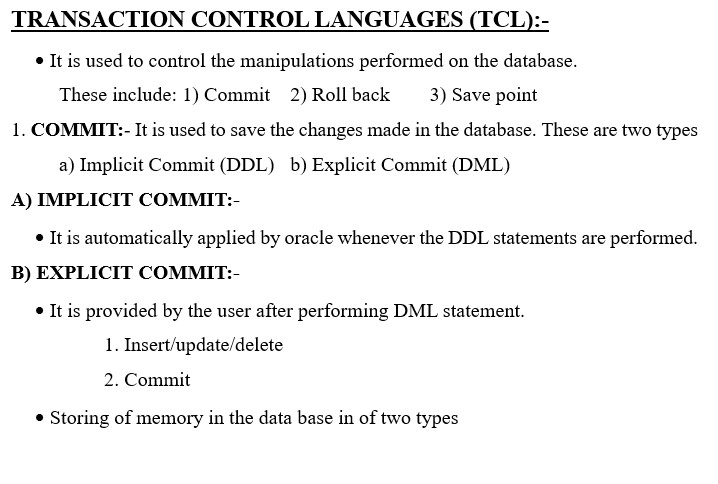 TRANSACTION CONTROL LANGUAGES (TCL):-
• It is used to control the manipulations performed on the database.
These include: 1) Commit 2) Roll back 3) Save point
1. COMMIT:- It is used to save the changes made in the database. These are two types
a) Implicit Commit (DDL) b) Explicit Commit (DML)
A) IMPLICIT COMMIT:-
• It is automatically applied by oracle whenever the DDL statements are performed.
B) EXPLICIT COMMIT:-
• It is provided by the user after performing DML statement.
1. Insert/update/delete
2. Commit
• Storing of memory in the data base in of two types